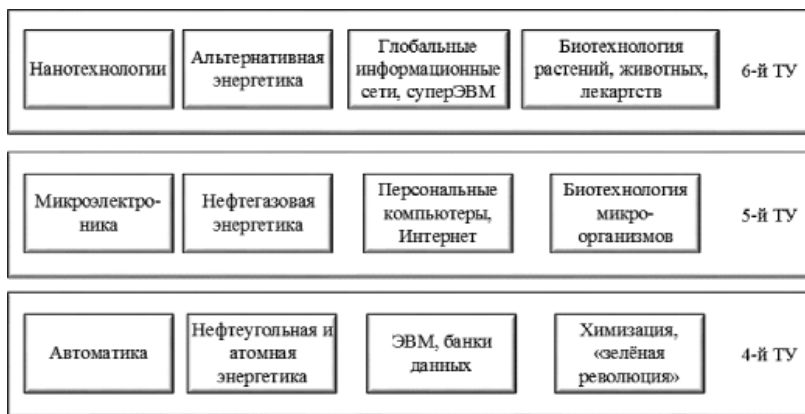 Нанотехнологии
Альтернативная
энергетика
Глобальные
информационные
сети, суперЭВМ
Биотехнология
растений, животных,
лекартств
6-й ТУ
Микроэлектро-
ника
Нефтегазовая
энергетика
Персональные
компьютеры,
Интернет
Биотехнология
микро-
организмов
5-й ТУ
Автоматика
Нефтеугольная и
атомная
энергетика
ЭВМ, банки
данных
Химизация,
«зелёная
революция»
4-й ТУ